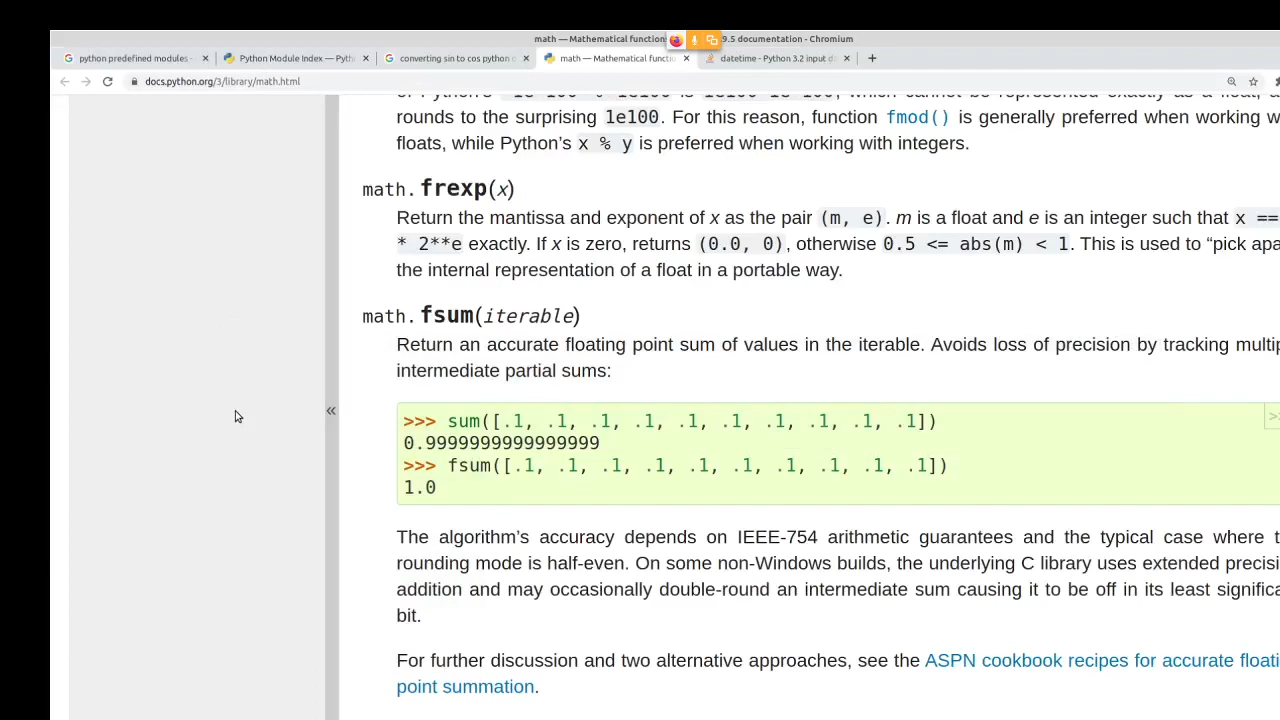 math — Mathematical functions 9.5 documentation - Chromium
python predefined modules - × Python Module Index — Pyth × converting sin to cos python c × math — Mathematical functio × datetime - Python 3.2 input d × +
docs.python.org/3/library/math.html
rounds to the surprising 1e100. For this reason, function fmod() is generally preferred when working w
floats, while Python’s x % y is preferred when working with integers.
math.frexp(x)
Return the mantissa and exponent of x as the pair (m, e). m is a float and e is an integer such that x ==
* 2**e exactly. If x is zero, returns (0.0, 0), otherwise 0.5 <= abs(m) < 1. This is used to “pick apa
the internal representation of a float in a portable way.
math.fsum(iterable)
Return an accurate floating point sum of values in the iterable. Avoids loss of precision by tracking multip
intermediate partial sums:
«
>>> sum([.1, .1, .1, .1, .1, .1, .1, .1, .1, .1])
0.9999999999999999
>>> fsum([.1, .1, .1, .1, .1, .1, .1, .1, .1, .1])
1.0
The algorithm’s accuracy depends on IEEE-754 arithmetic guarantees and the typical case where t
rounding mode is half-even. On some non-Windows builds, the underlying C library uses extended precisi
addition and may occasionally double-round an intermediate sum causing it to be off in its least significa
bit.
For further discussion and two alternative approaches, see the ASPN cookbook recipes for accurate floati
point summation.